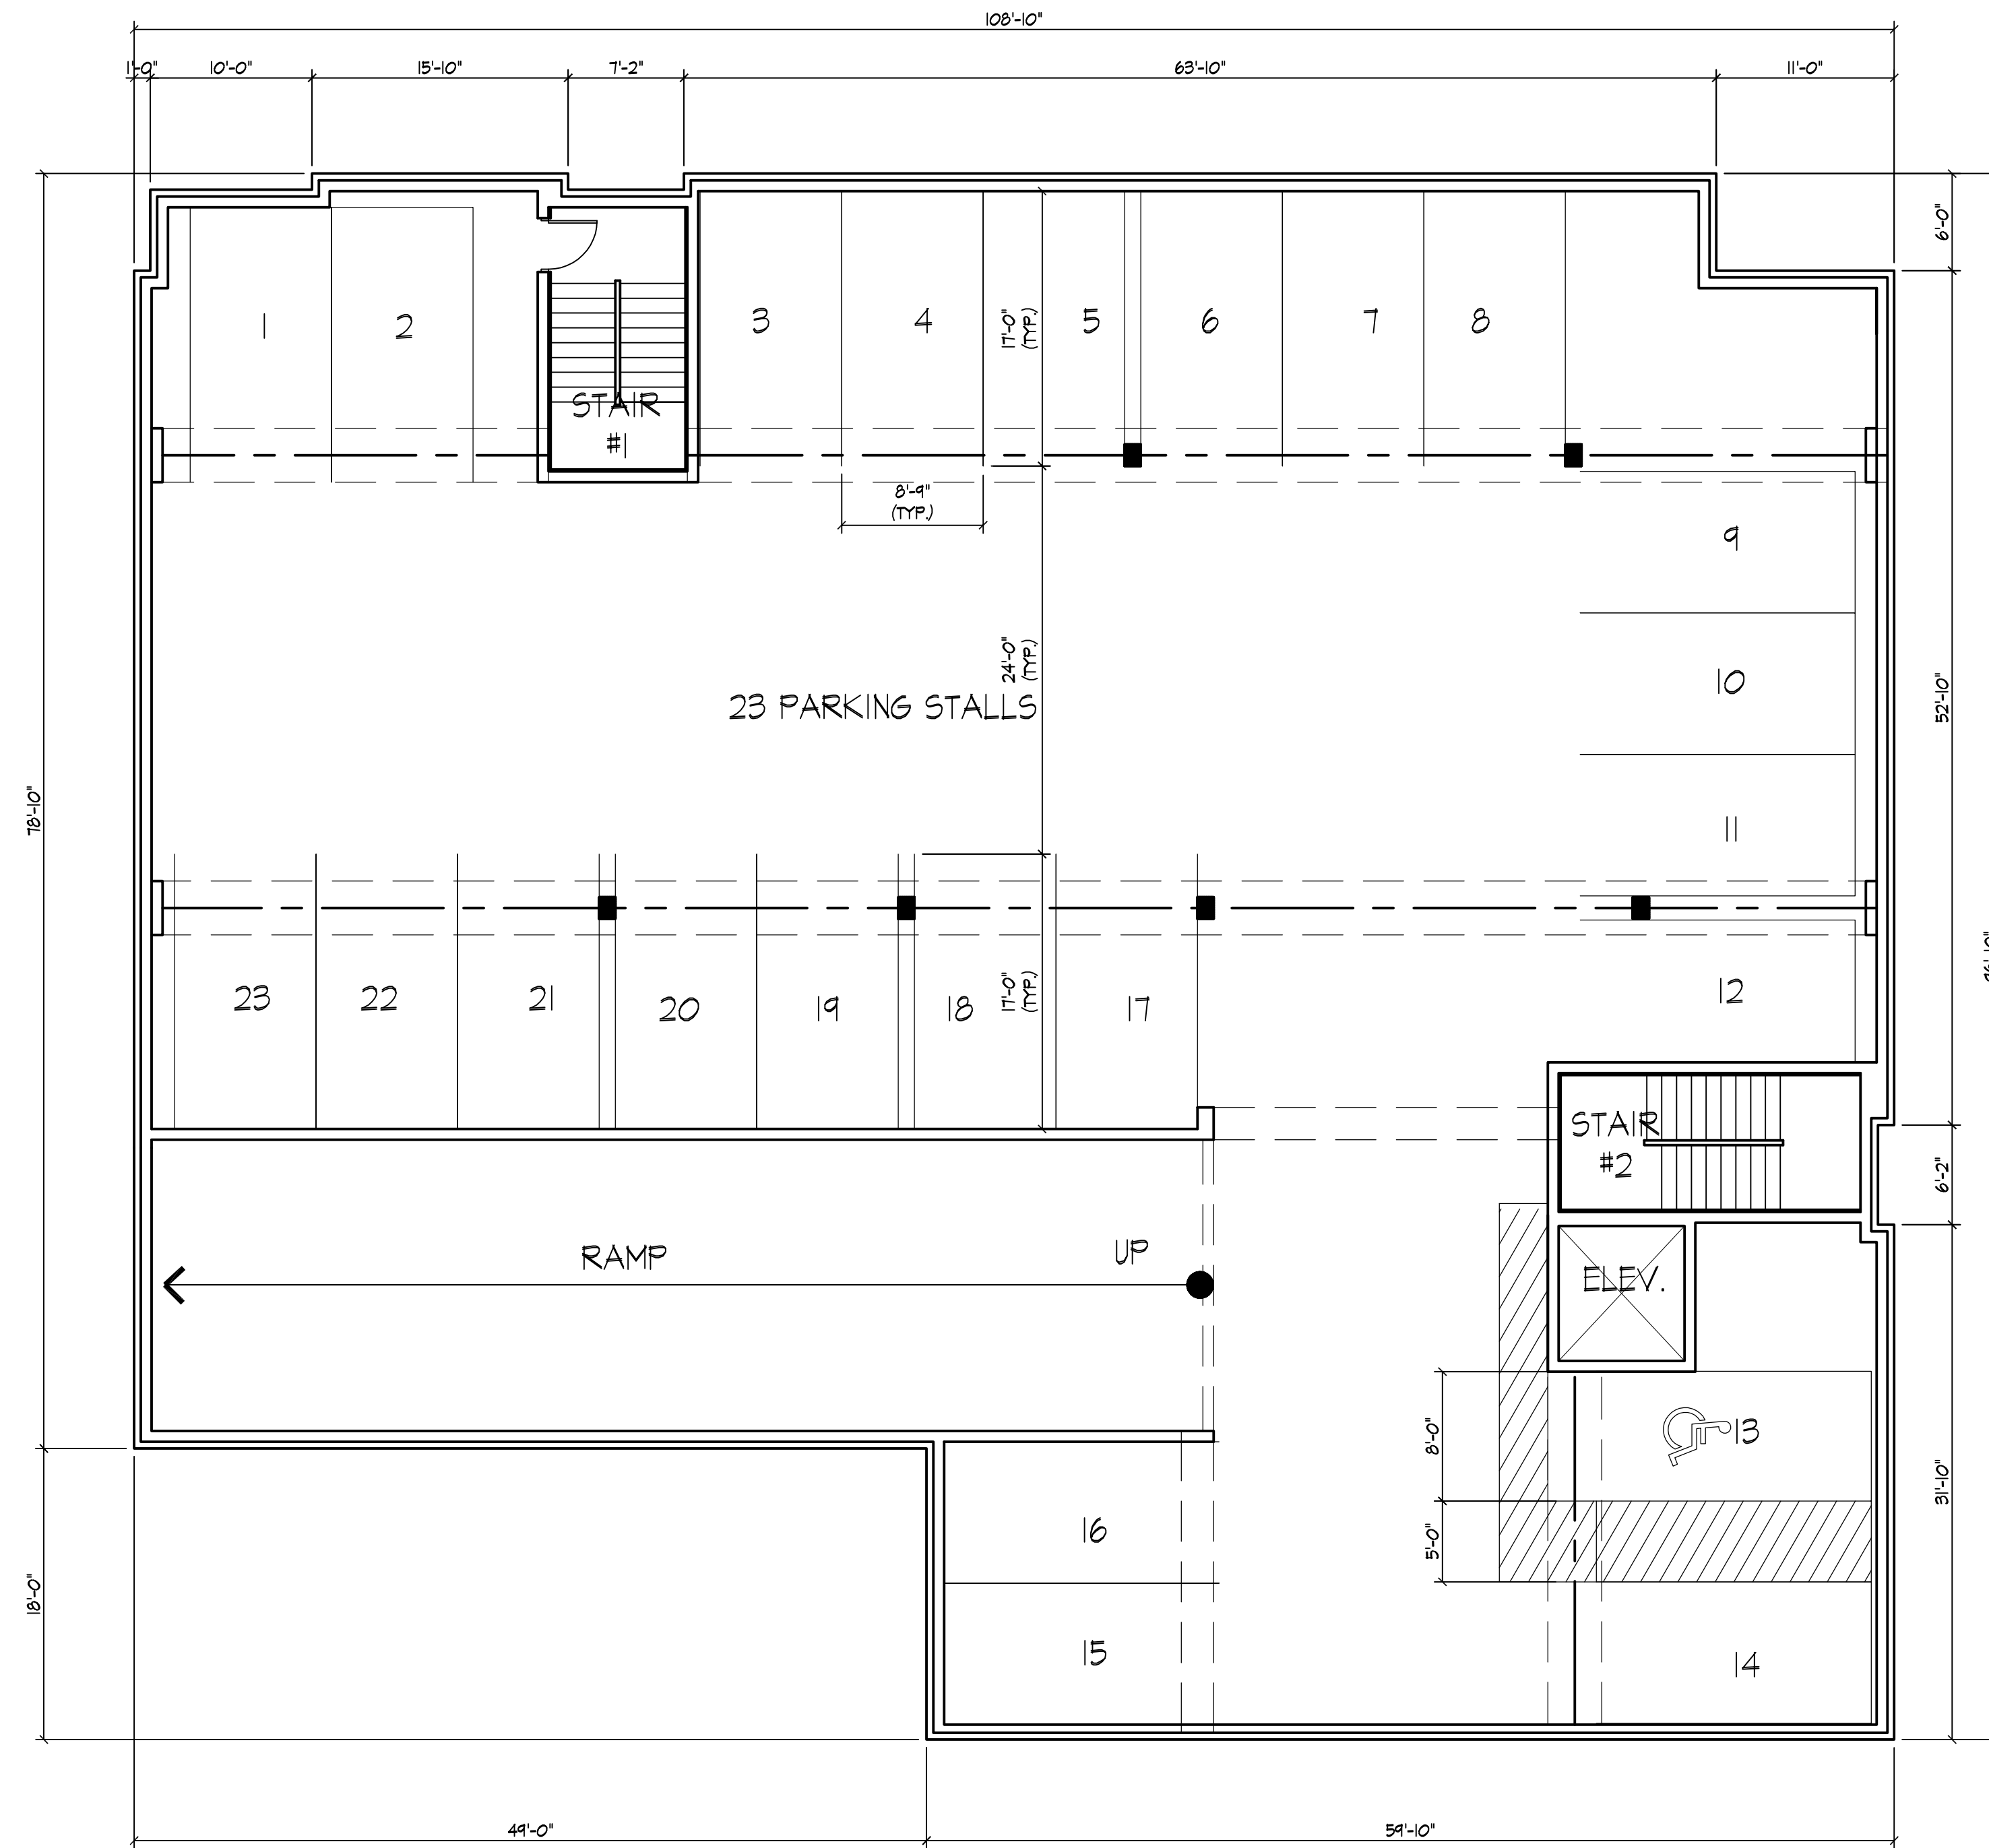 108'-10"
1'-0" 10'-0" 15'-10" 7'-2" 63'-10" 11'-0"
6'-0"
1 2 3 4 5 6 7 8
17'-0"
(TYP.)
STAIR
#1
8'-9"
(TYP.)
9
24'-0"
(TYP.)
10
23 PARKING STALLS
52'-10"
78'-10"
11
23 22 21 20 19 18 17 12
17'-0"
(TYP.)
STAIR
#2
6'-2"
RAMP UP
ELEV.
8'-0"
13
31'-10"
16
5'-0"
18'-0"
15
14
49'-0" 59'-10"